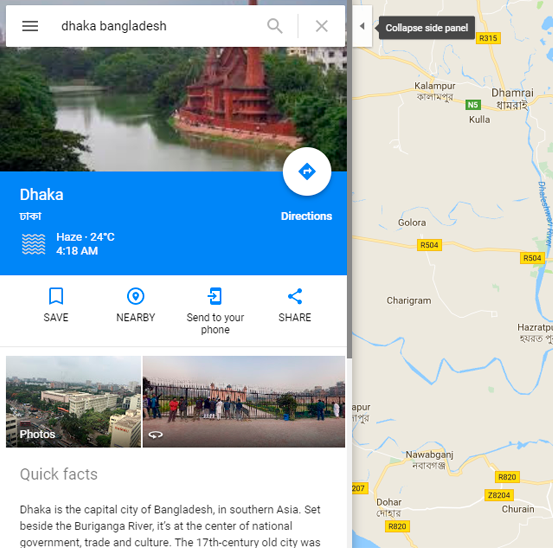 dhaka bangladesh
Collapse side panel
Dhaka
ঢাকা
Directions
Haze · 24°C
4:18 AM
SAVE
NEARBY
Send to your
phone
SHARE
Photos
Quick facts
Dhaka is the capital city of Bangladesh, in southern Asia. Set
beside the Buriganga River, it's at the center of national
government, trade and culture. The 17th-century old city was
R315
Kalampur
কালামপুর
Dhamrai
ধামরাই
N5
Kulla
Dhaleshwari River
Golora
R504
R504
Charigram
Hazratpu
হযরত পুর
apur
পুর
Nawabganj
নবাবগঞ্জ
207
R820
Z8204
Dohar
দোহার
Churain
R820